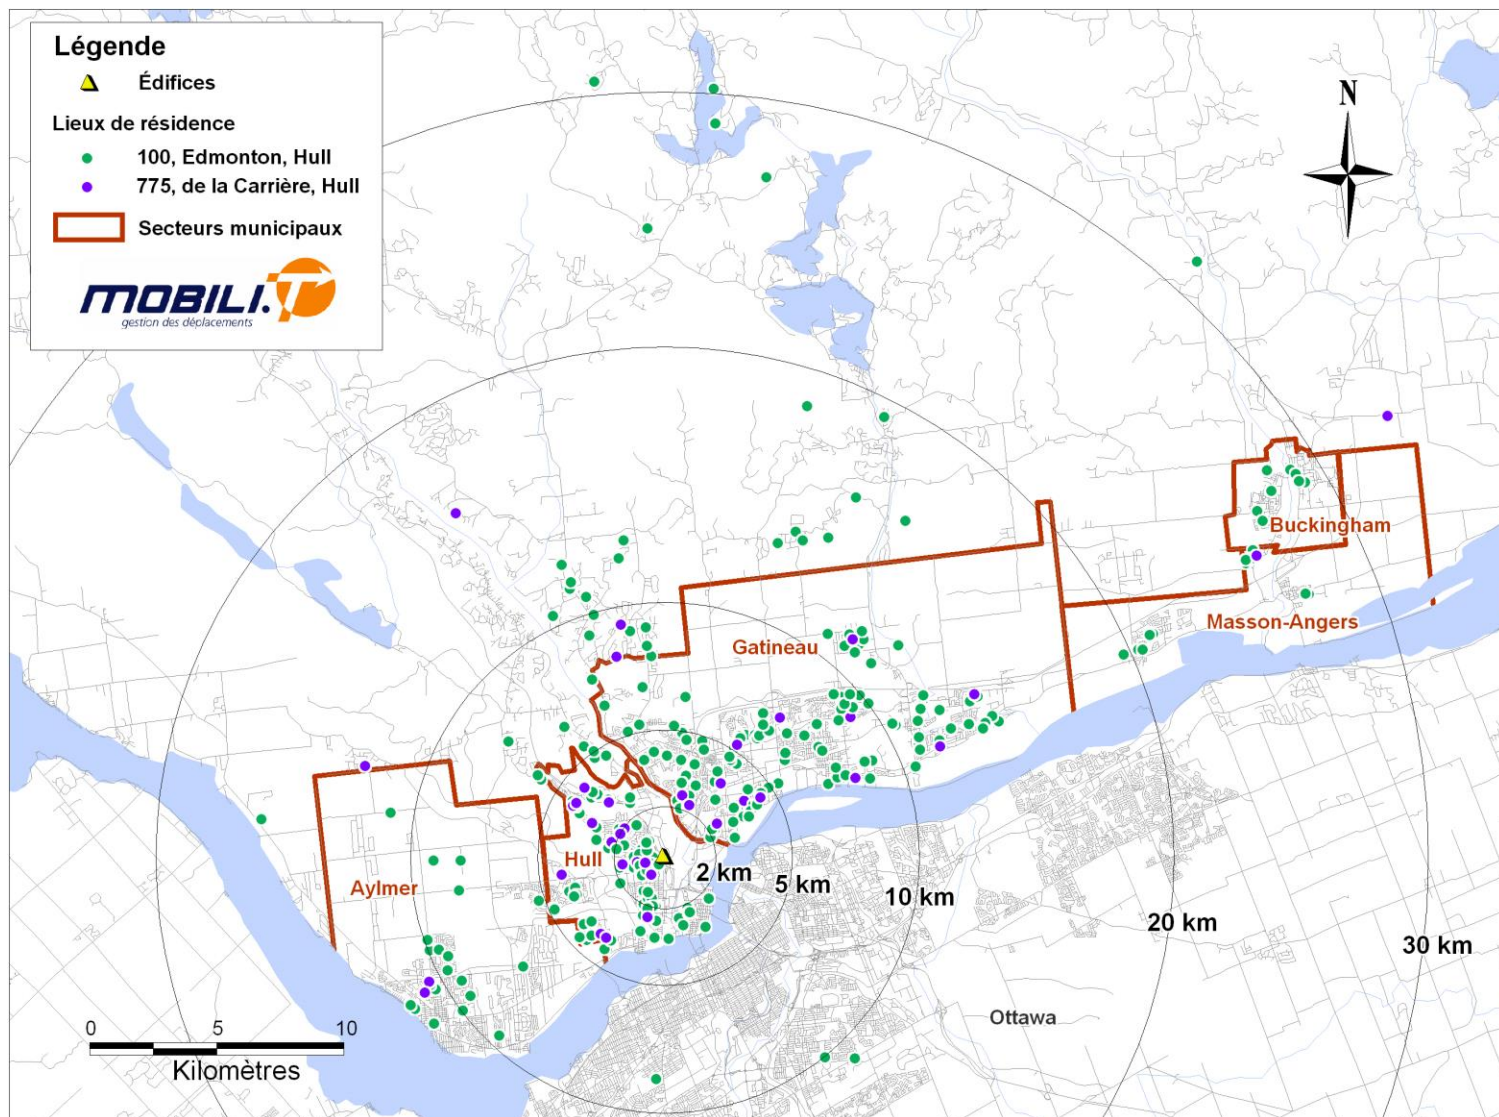 Légende
Édifices
Lieux de résidence
100, Edmonton, Hull
775, de la Carrière, Hull
Secteurs municipaux
MOBILI.T
gestion des déplacements
N
Buckingham
Masson-Angers
Gatineau
Hull
Aylmer
2 km
5 km
10 km
20 km
30 km
Ottawa
0 5 10
Kilomètres